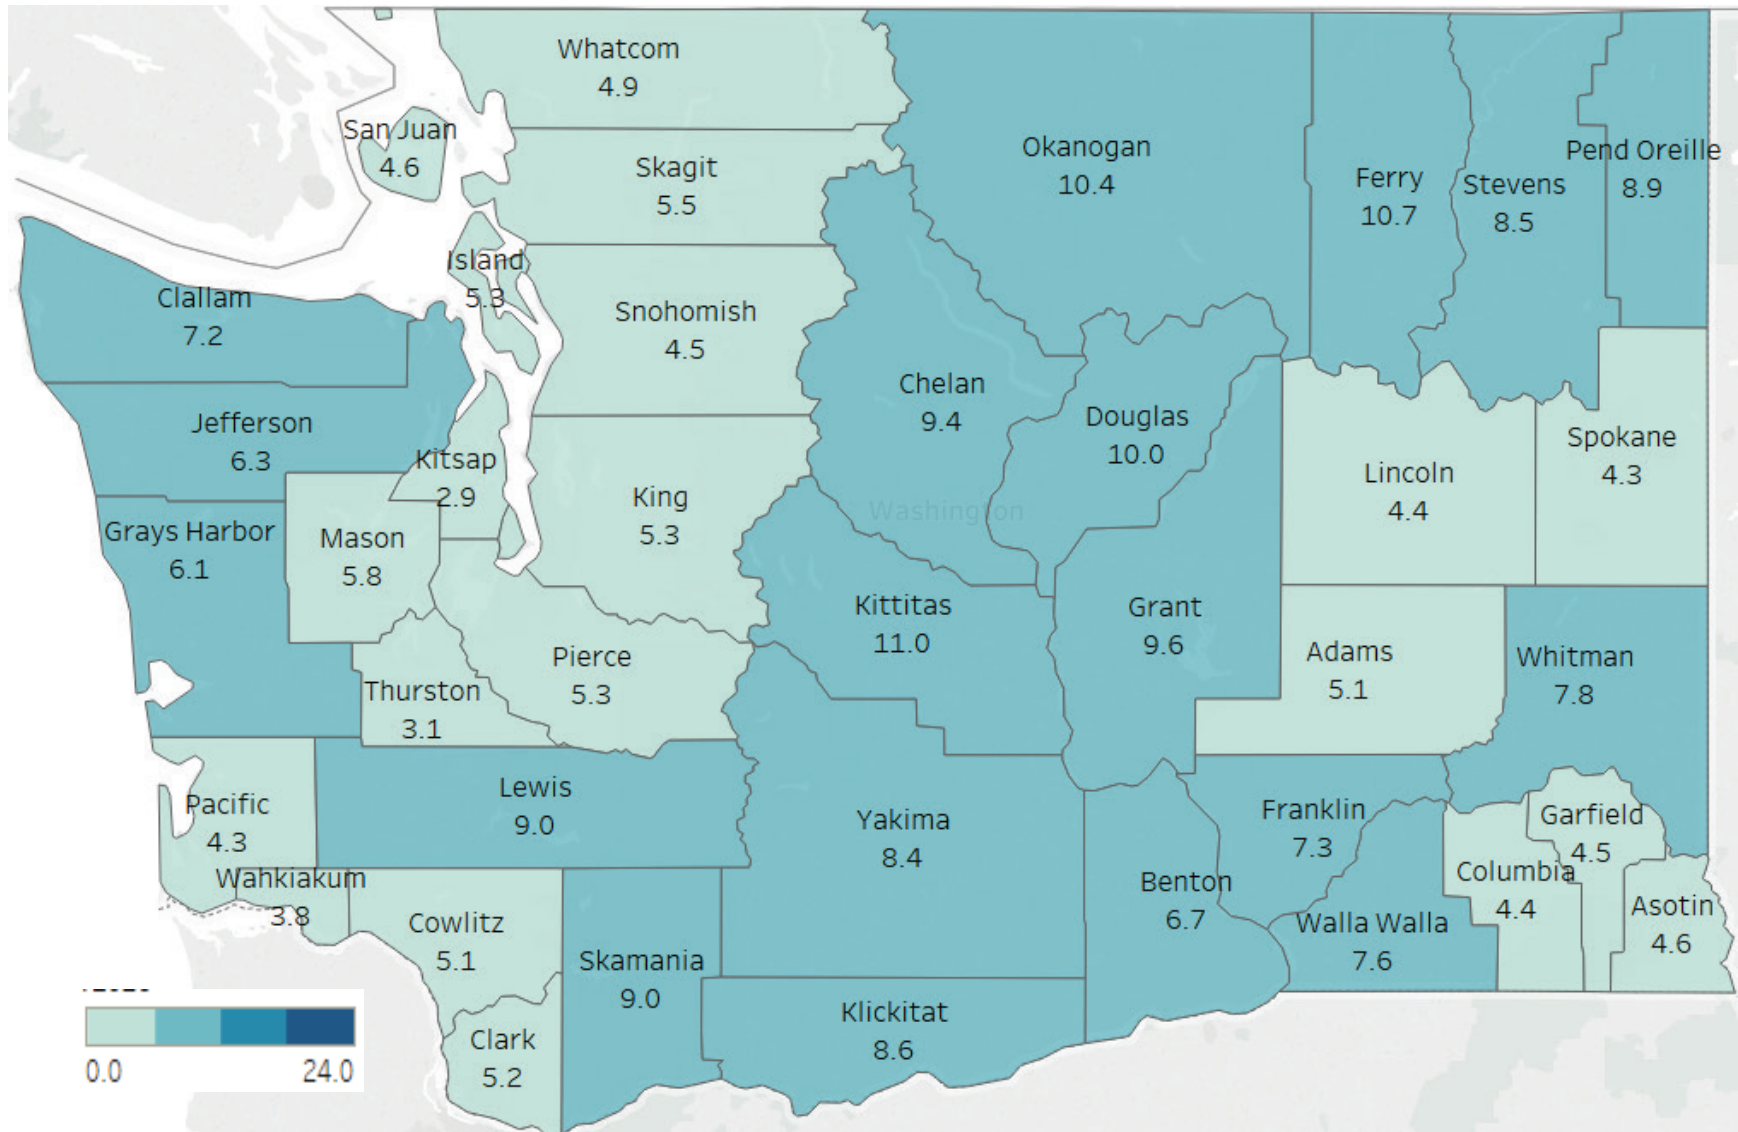 Whatcom
4.9
San Juan
4.6
Skagit
5.5
Okanogan
10.4
Ferry
10.7
Stevens
8.5
Pend Oreille
8.9
Island
5.3
Clallam
7.2
Snohomish
4.5
Chelan
9.4
Douglas
10.0
Jefferson
6.3
Kitsap
2.9
King
5.3
Lincoln
4.4
Spokane
4.3
Washington
Grays Harbor
6.1
Mason
5.8
Kittitas
11.0
Grant
9.6
Adams
5.1
Whitman
7.8
Thurston
3.1
Pierce
5.3
Pacific
4.3
Lewis
9.0
Yakima
8.4
Franklin
7.3
Garfield
4.5
Wahkiakum
3.8
Benton
6.7
Columbia
4.4
Cowlitz
5.1
Walla Walla
7.6
Asotin
4.6
Skamania
9.0
Klickitat
8.6
Clark
5.2
0.0
24.0